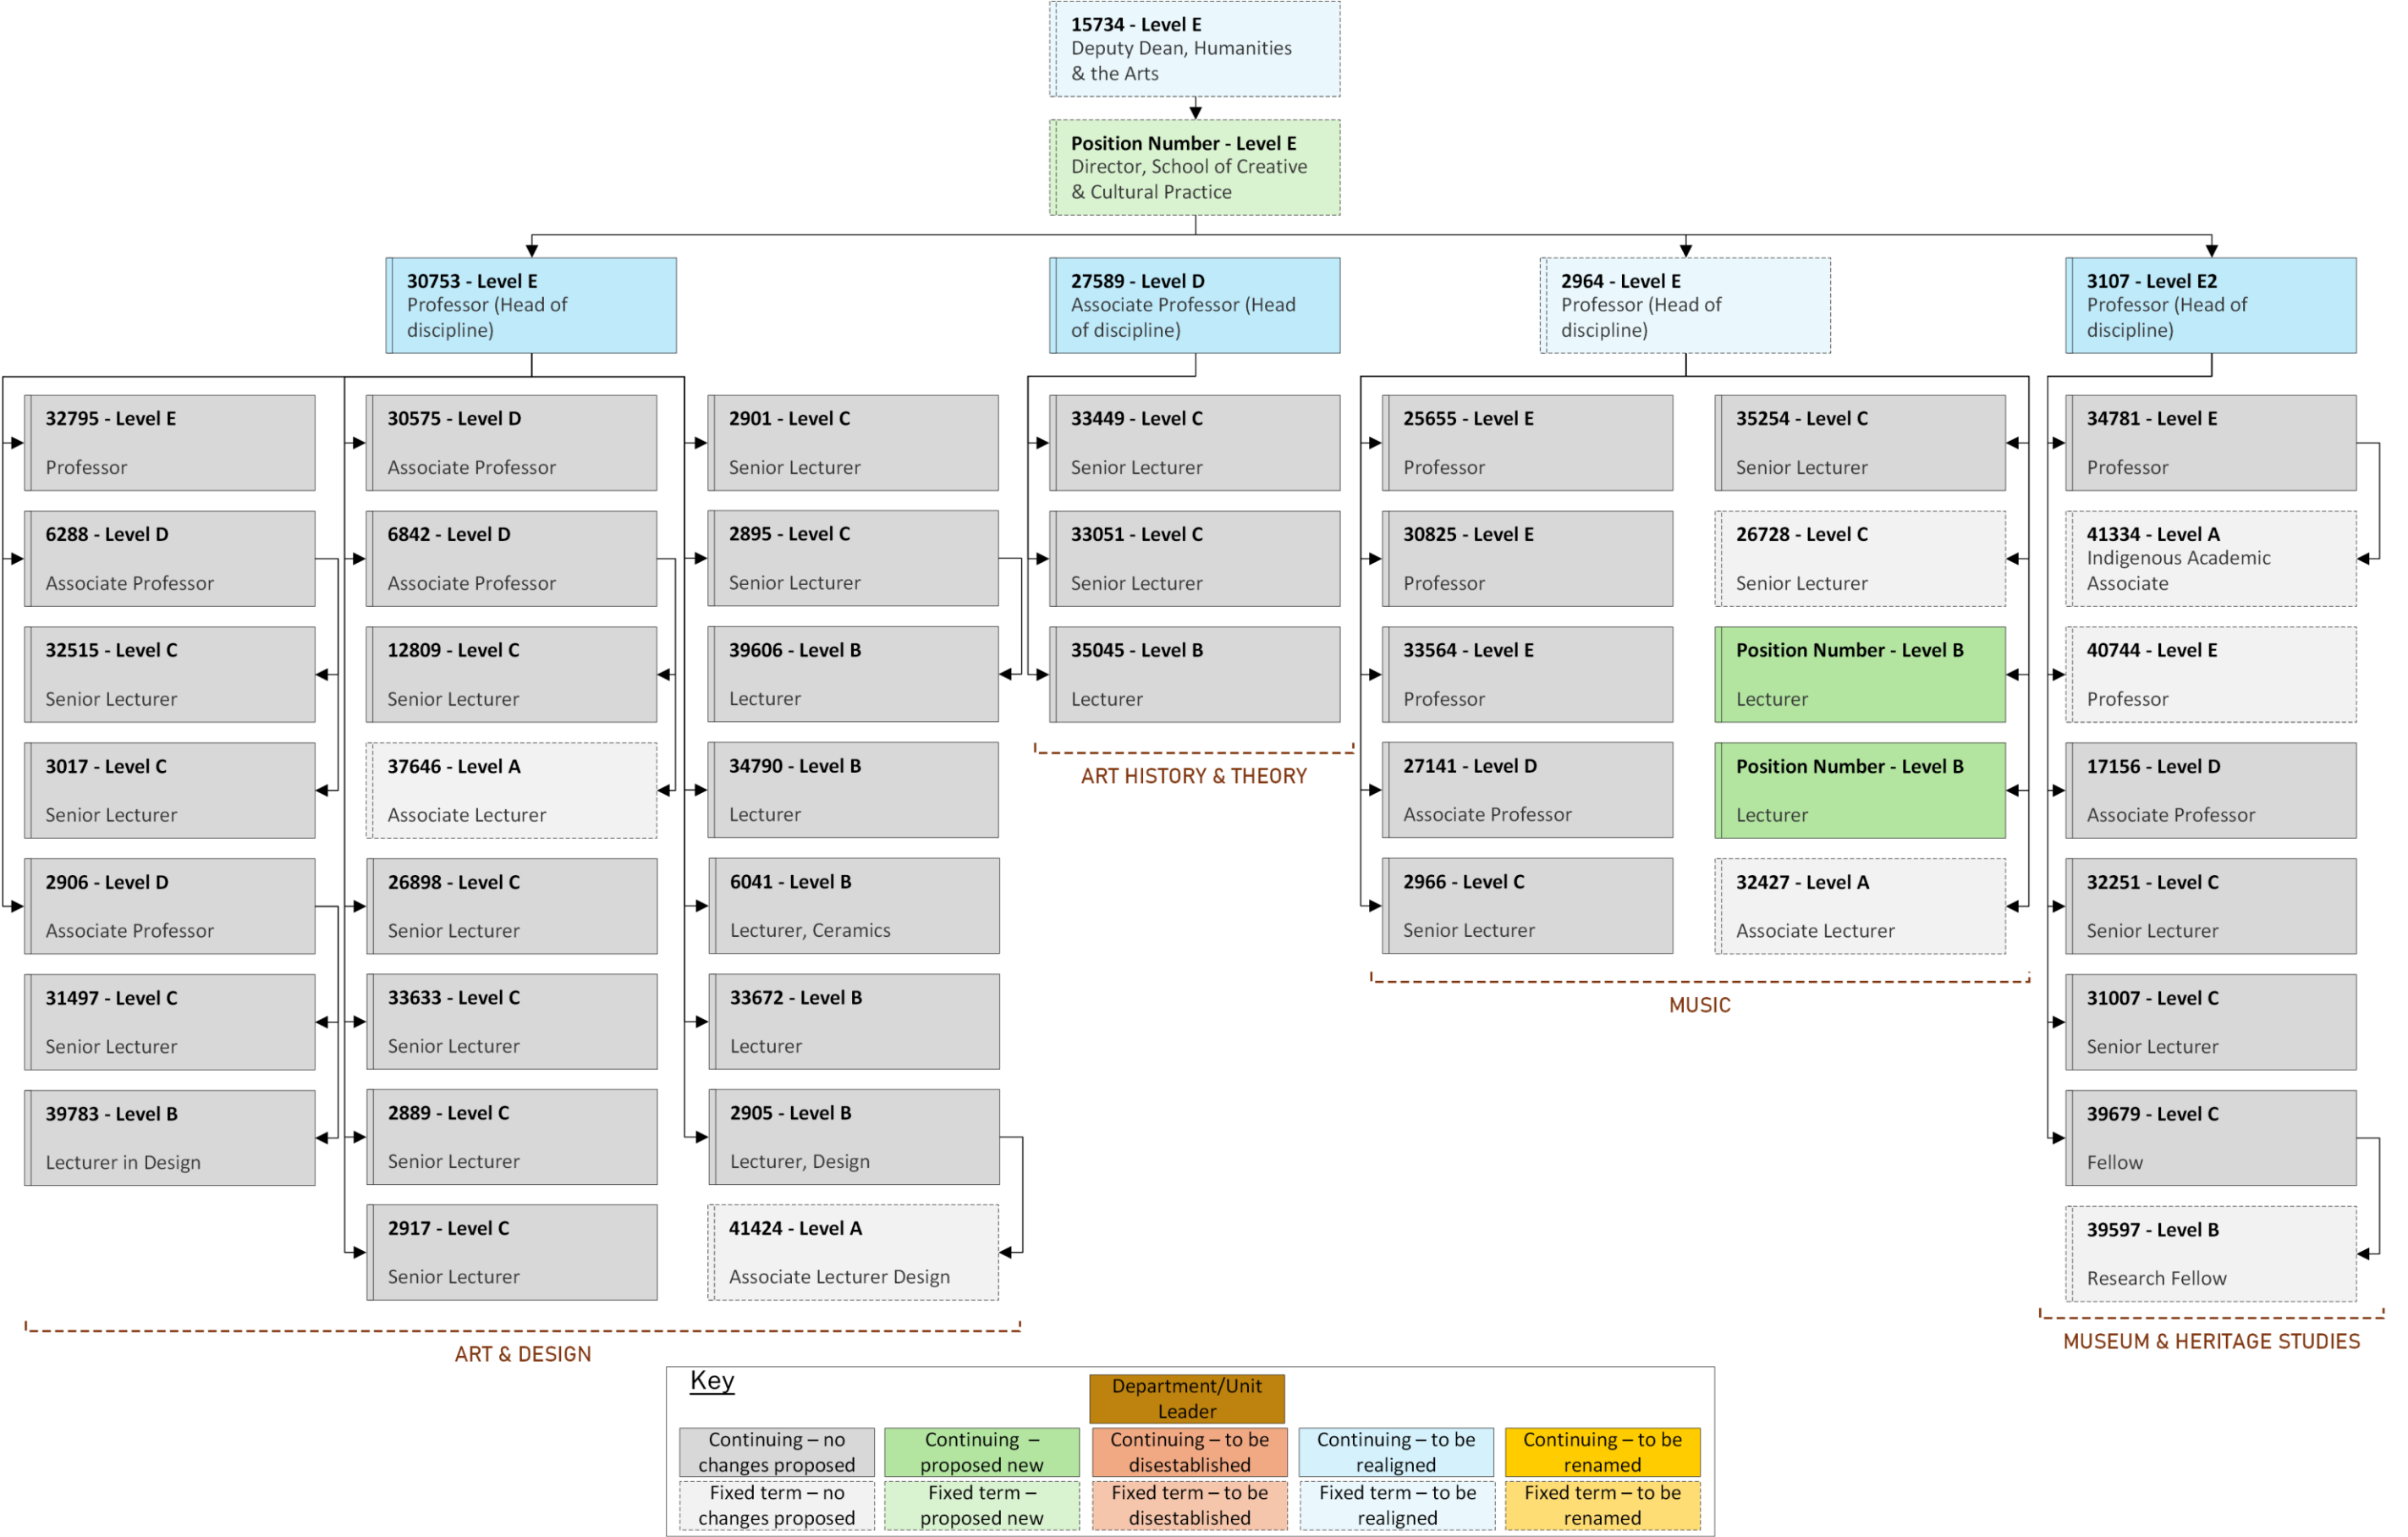 15734 - Level E
Deputy Dean, Humanities
& the Arts
Position Number - Level E
Director, School of Creative
& Cultural Practice
30753 - Level E
Professor (Head of
discipline)
27589 - Level D
Associate Professor (Head
of discipline)
2964 - Level E
Professor (Head of
discipline)
3107 - Level E2
Professor (Head of
discipline)
32795 - Level E
Professor
6288 - Level D
Associate Professor
32515 - Level C
Senior Lecturer
3017 - Level C
Senior Lecturer
2906 - Level D
Associate Professor
31497 - Level C
Senior Lecturer
39783 - Level B
Lecturer in Design
30575 - Level D
Associate Professor
6842 - Level D
Associate Professor
12809 - Level C
Senior Lecturer
37646 - Level A
Associate Lecturer
26898 - Level C
Senior Lecturer
33633 - Level C
Senior Lecturer
2889 - Level C
Senior Lecturer
2917 - Level C
Senior Lecturer
2901 - Level C
Senior Lecturer
2895 - Level C
Senior Lecturer
39606 - Level B
Lecturer
34790 - Level B
Lecturer
6041 - Level B
Lecturer, Ceramics
33672 - Level B
Lecturer
2905 - Level B
Lecturer, Design
41424 - Level A
Associate Lecturer Design
ART & DESIGN
33449 - Level C
Senior Lecturer
33051 - Level C
Senior Lecturer
35045 - Level B
Lecturer
ART HISTORY & THEORY
25655 - Level E
Professor
30825 - Level E
Professor
33564 - Level E
Professor
27141 - Level D
Associate Professor
2966 - Level C
Senior Lecturer
35254 - Level C
Senior Lecturer
26728 - Level C
Senior Lecturer
Position Number - Level B
Lecturer
Position Number - Level B
Lecturer
32427 - Level A
Associate Lecturer
MUSIC
34781 - Level E
Professor
41334 - Level A
Indigenous Academic
Associate
40744 - Level E
Professor
17156 - Level D
Associate Professor
32251 - Level C
Senior Lecturer
31007 - Level C
Senior Lecturer
39679 - Level C
Fellow
39597 - Level B
Research Fellow
MUSEUM & HERITAGE STUDIES
Key
Department/Unit
Leader
Continuing – no
changes proposed
Continuing –
proposed new
Continuing – to be
disestablished
Continuing – to be
realigned
Continuing – to be
renamed
Fixed term – no
changes proposed
Fixed term –
proposed new
Fixed term – to be
disestablished
Fixed term – to be
realigned
Fixed term – to be
renamed